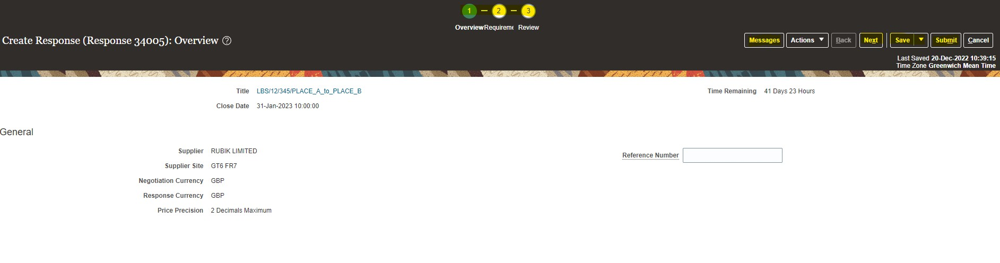 1 2 3
Overview Requireme Review
Create Response (Response 34005): Overview ?
Messages Actions Back Next Save Submit Cancel
Last Saved 20-Dec-2022 10:39:15
Time Zone Greenwich Mean Time
Title LBS/12/345/PLACE_A_to_PLACE_B Time Remaining 41 Days 23 Hours
Close Date 31-Jan-2023 10:00:00
General
Supplier RUBIK LIMITED Reference Number
Supplier Site GT6 FR7
Negotiation Currency GBP
Response Currency GBP
Price Precision 2 Decimals Maximum